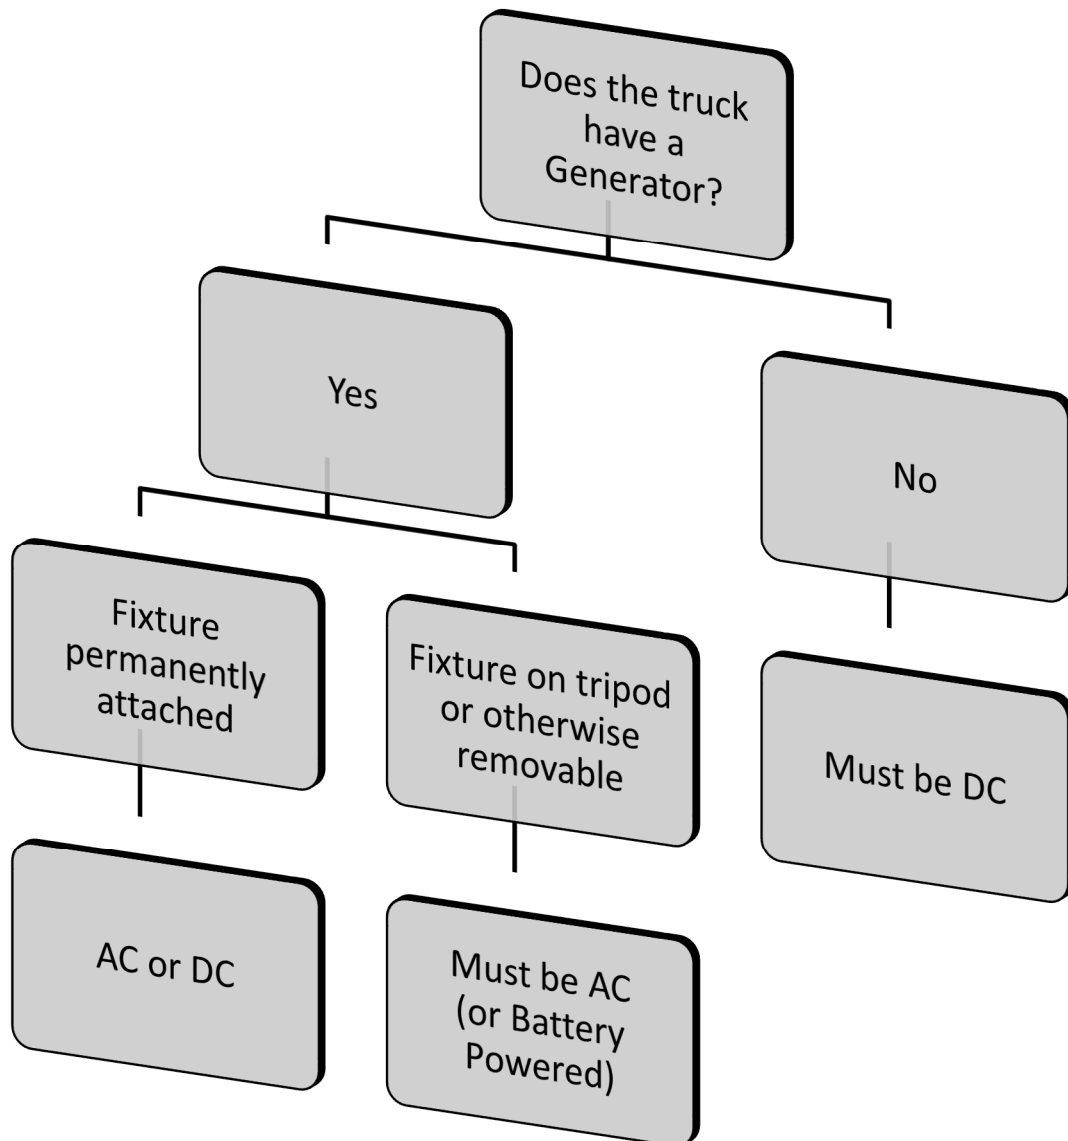 Does the truck
have a
Generator?
Yes
No
Fixture
permanently
attached
Fixture on tripod
or otherwise
removable
Must be DC
AC or DC
Must be AC
(or Battery
Powered)